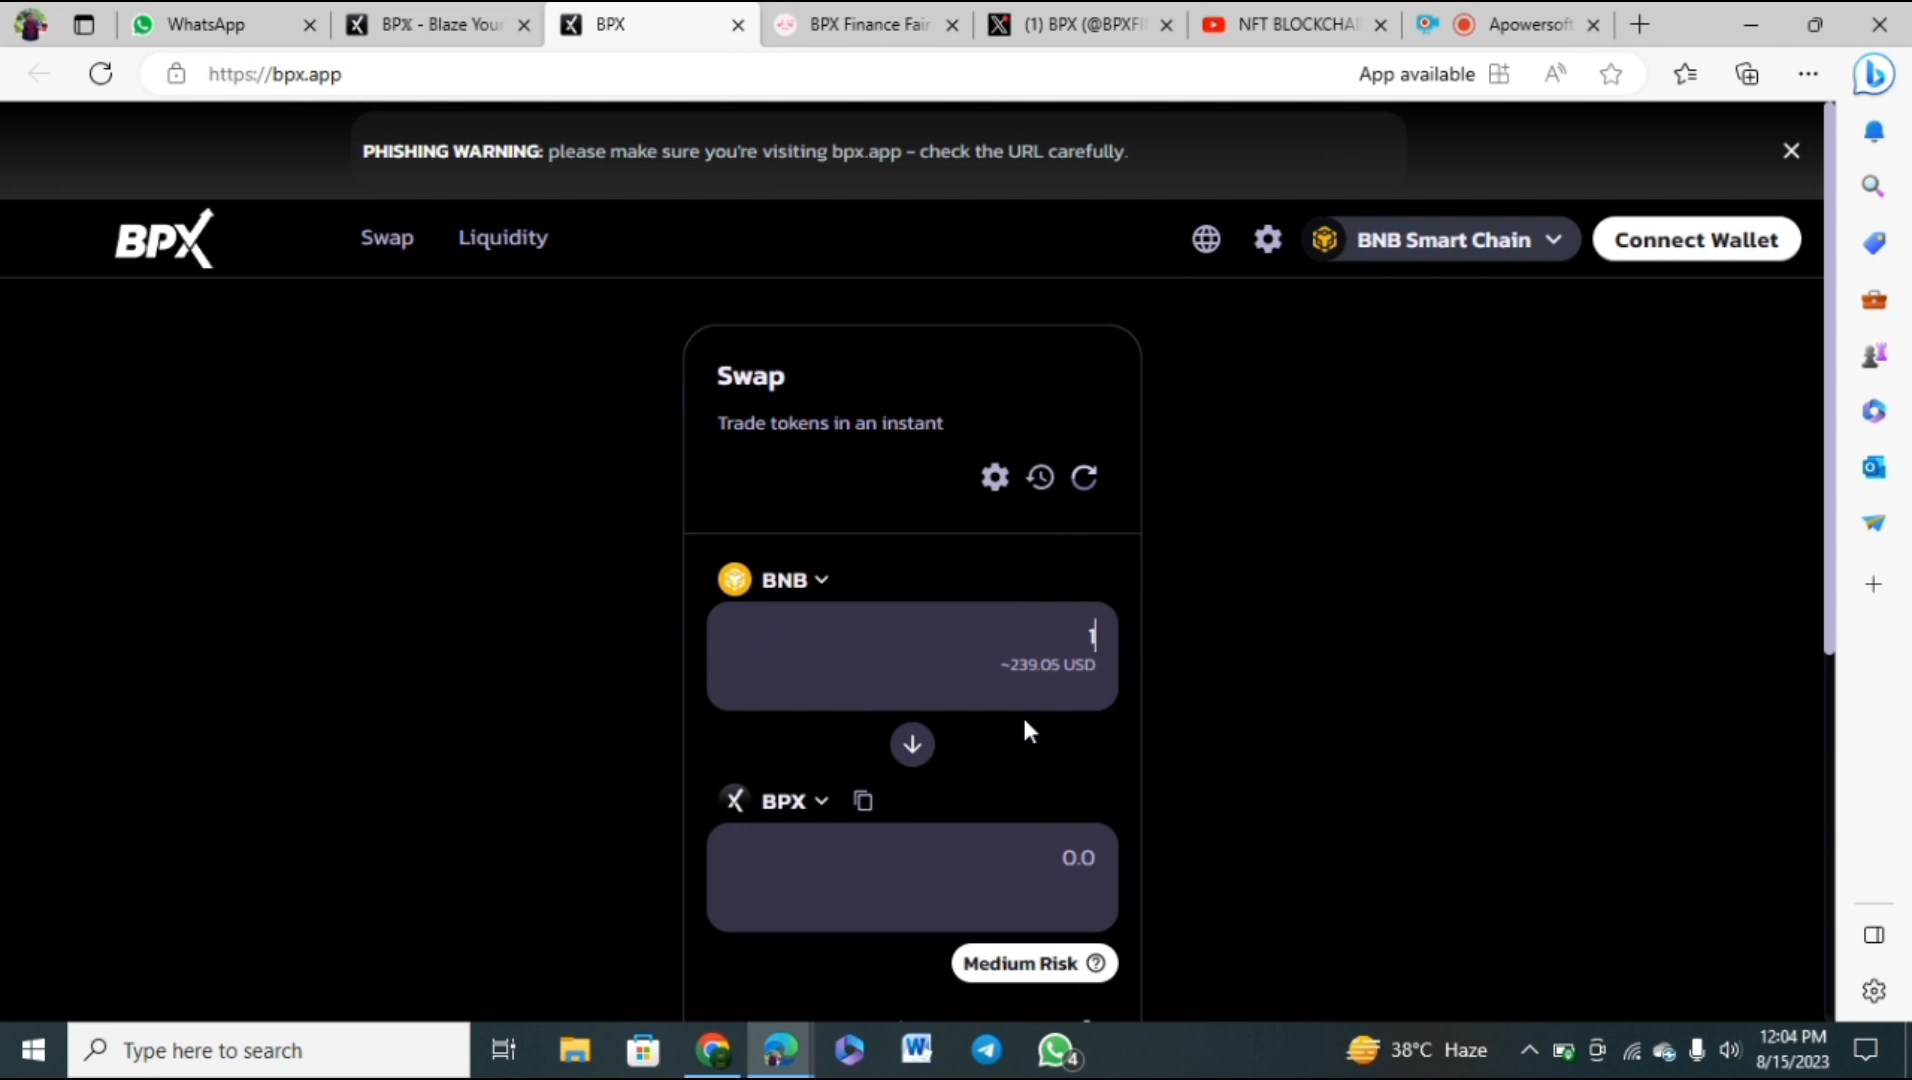 WhatsApp
BPX - Blaze Your
BPX
BPX Finance Fair
(1) BPX (@BPXFI
NFT BLOCKCHAI
Apowersoft
https://bpx.app
App available
PHISHING WARNING: please make sure you're visiting bpx.app - check the URL carefully.
BPX
Swap
Liquidity
BNB Smart Chain
Connect Wallet
Swap
Trade tokens in an instant
BNB
1
~239.05 USD
BPX
0.0
Medium Risk
Type here to search
4
38°C Haze
12:04 PM
8/15/2023